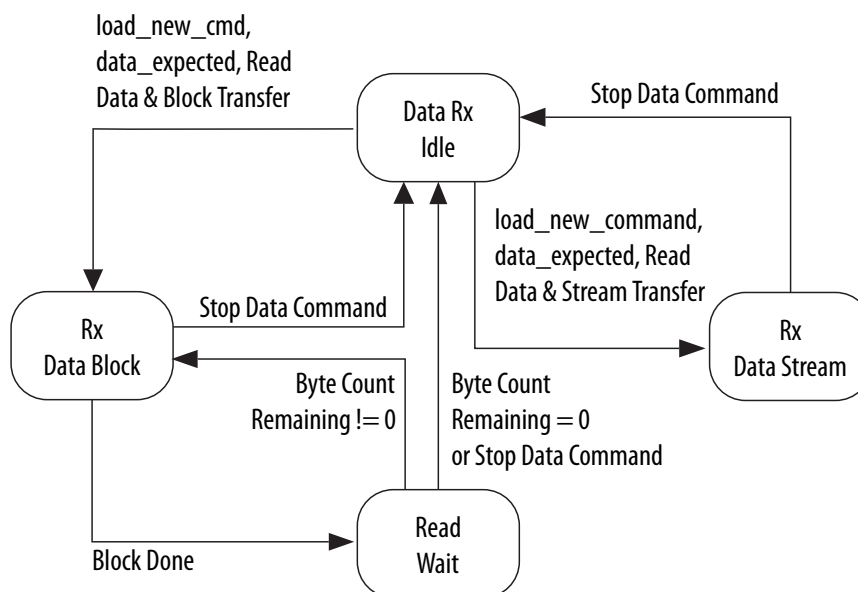 load_new_cmd,
data_expected, Read
Data & Block Transfer
Data Rx
Idle
Stop Data Command
load_new_command,
data_expected, Read
Data & Stream Transfer
Stop Data Command
Rx
Data Block
Rx
Data Stream
Byte Count
Remaining != 0
Byte Count
Remaining = 0
or Stop Data Command
Read
Wait
Block Done